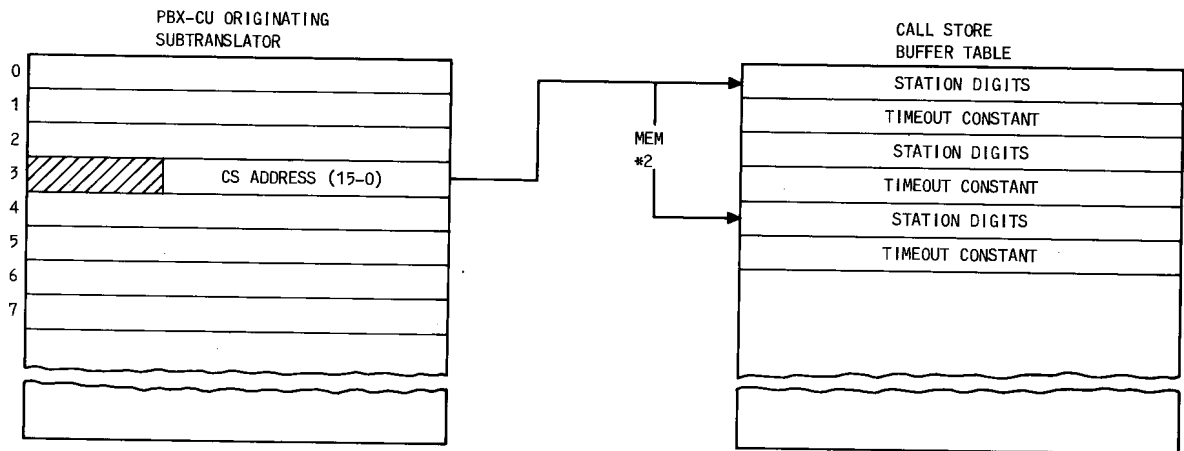 PBX-CU ORIGINATING
SUBTRANSLATOR
0
1
2
3
CS ADDRESS (15-0)
4
5
6
7
MEM
*2
CALL STORE
BUFFER TABLE
STATION DIGITS
TIMEOUT CONSTANT
STATION DIGITS
TIMEOUT CONSTANT
STATION DIGITS
TIMEOUT CONSTANT